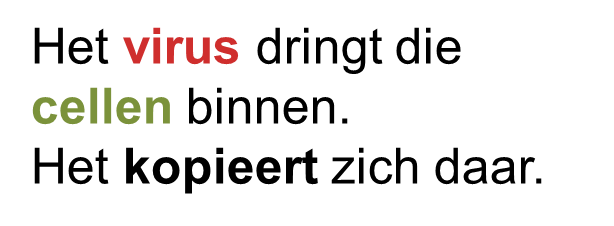 Het virus dringt die
cellen binnen.
Het kopieert zich daar.